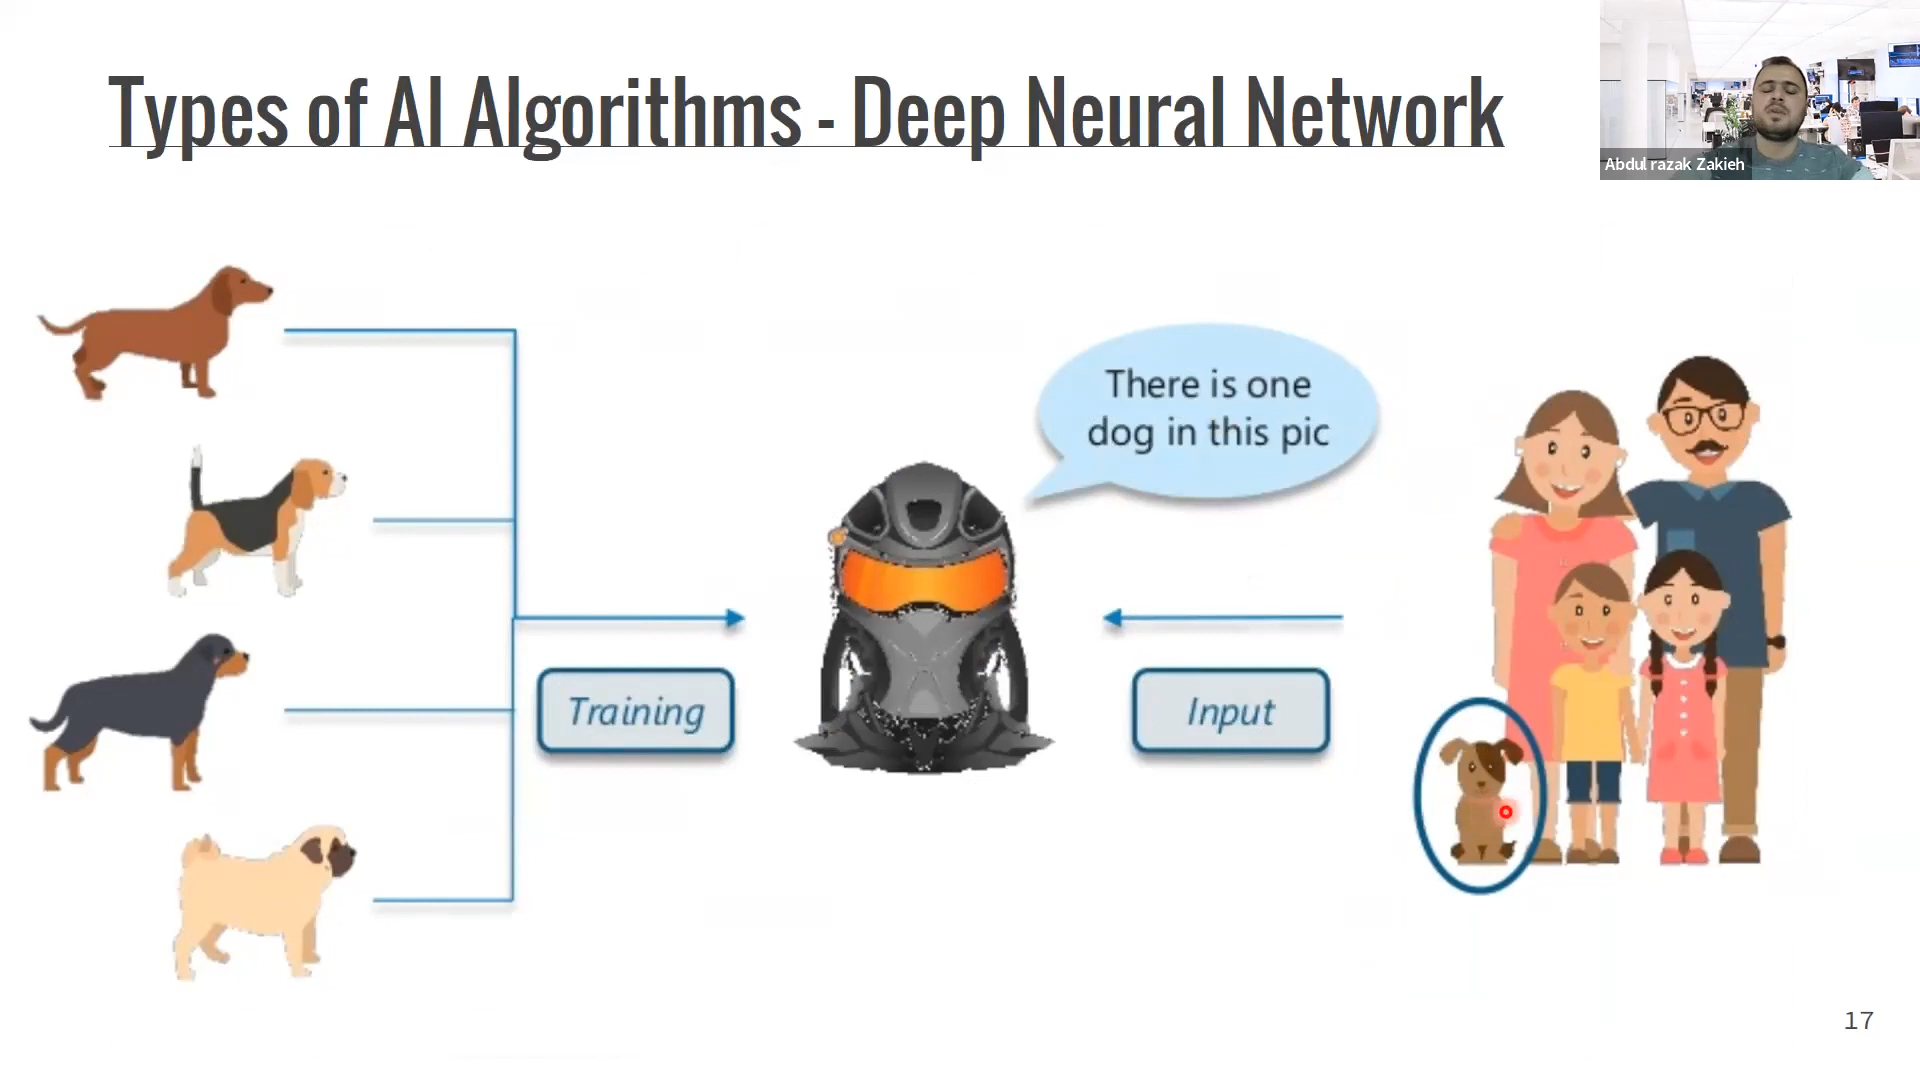 Types of AI Algorithms - Deep Neural Network
Abdul razak Zakieh
There is one
dog in this pic
Training
Input
17